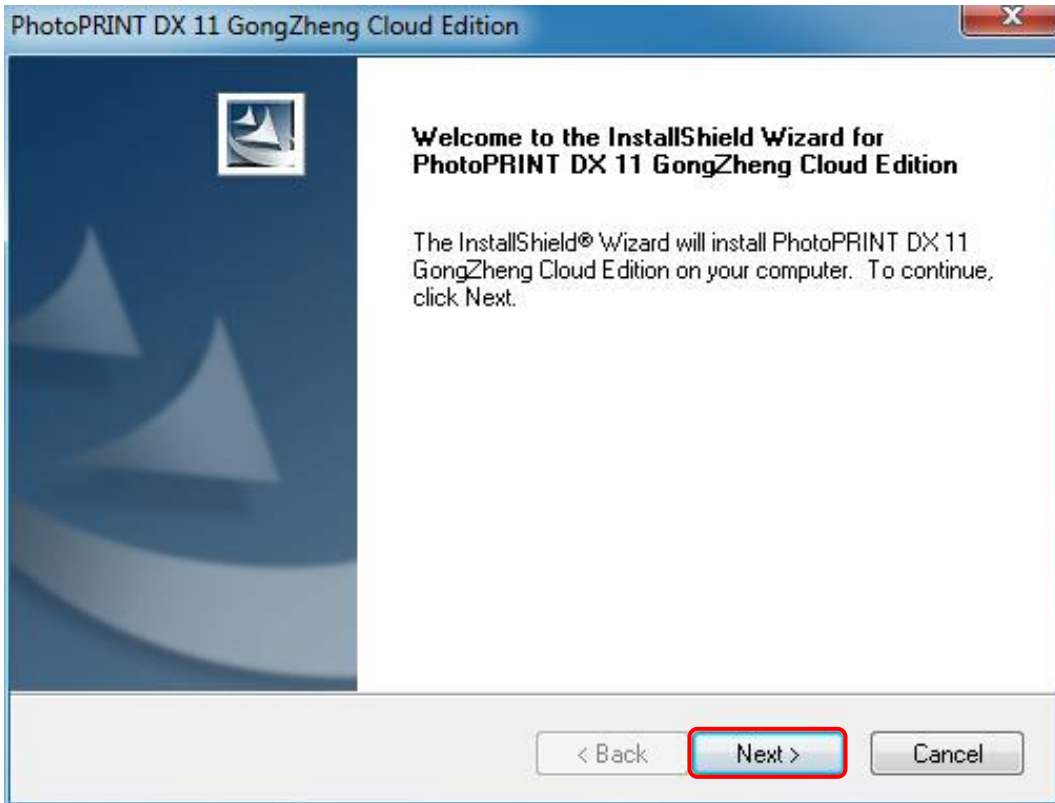 PhotoPRINT DX 11 GongZheng Cloud Edition
x
Welcome to the InstallShield Wizard for
PhotoPRINT DX 11 GongZheng Cloud Edition
The InstallShield® Wizard will install PhotoPRINT DX 11
GongZheng Cloud Edition on your computer.  To continue,
click Next.
< Back
Next >
Cancel